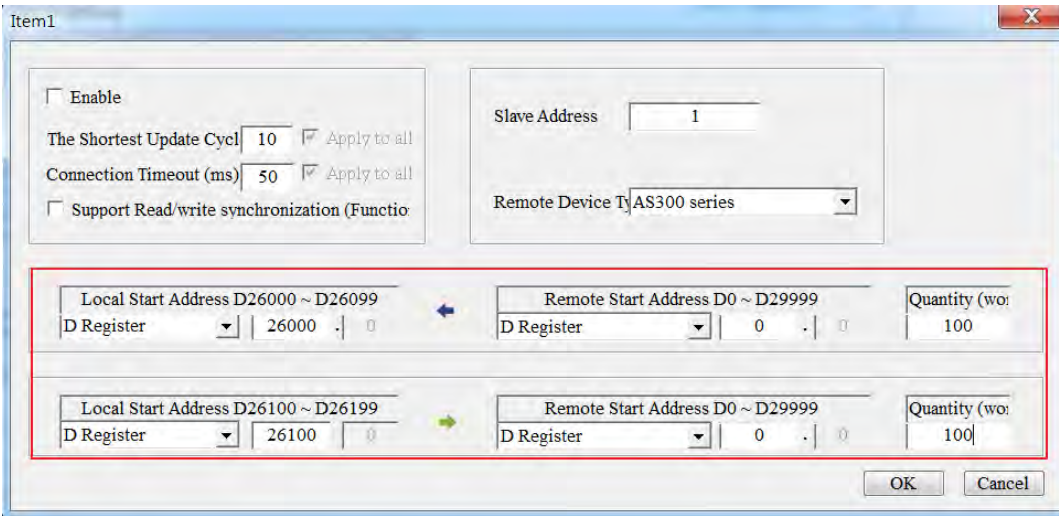 Item1
Enable
The Shortest Update Cycl 10 Apply to all
Connection Timeout (ms) 50 Apply to all
Support Read/write synchronization (Functio
Slave Address 1
Remote Device Ty AS300 series
Local Start Address D26000 ~ D26099 Remote Start Address D0 ~ D29999 Quantity (wor
D Register 26000 . 0 D Register 0 . 0 100
Local Start Address D26100 ~ D26199 Remote Start Address D0 ~ D29999 Quantity (wor
D Register 26100 0 D Register 0 . 0 100
OK Cancel